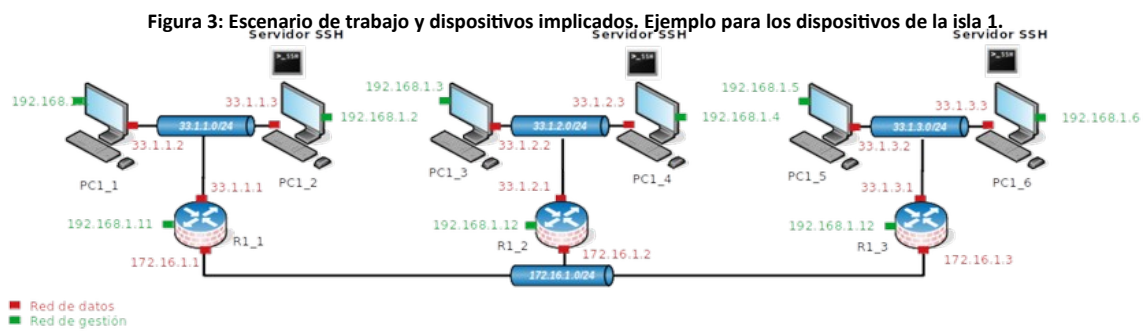 Figura 3: Escenario de trabajo y dispositivos implicados. Ejemplo para los dispositivos de la isla 1.
Servidor SSH
Servidor SSH
Servidor SSH
>_SSH
>_SSH
>_SSH
192.168.1.3
192.168.1.5
33.1.1.3
33.1.2.3
33.1.3.3
192.168.1.2
192.168.1.4
192.168.1.6
33.1.1.0/24
33.1.2.0/24
33.1.3.0/24
33.1.1.2
33.1.2.2
33.1.3.2
PC1_1
PC1_2
PC1_3
PC1_4
PC1_5
PC1_6
33.1.1.1
33.1.2.1
33.1.3.1
192.168.1.11
192.168.1.12
192.168.1.12
R1_1
R1_2
R1_3
172.16.1.1
172.16.1.2
172.16.1.3
172.16.1.0/24
Red de datos
Red de gestión